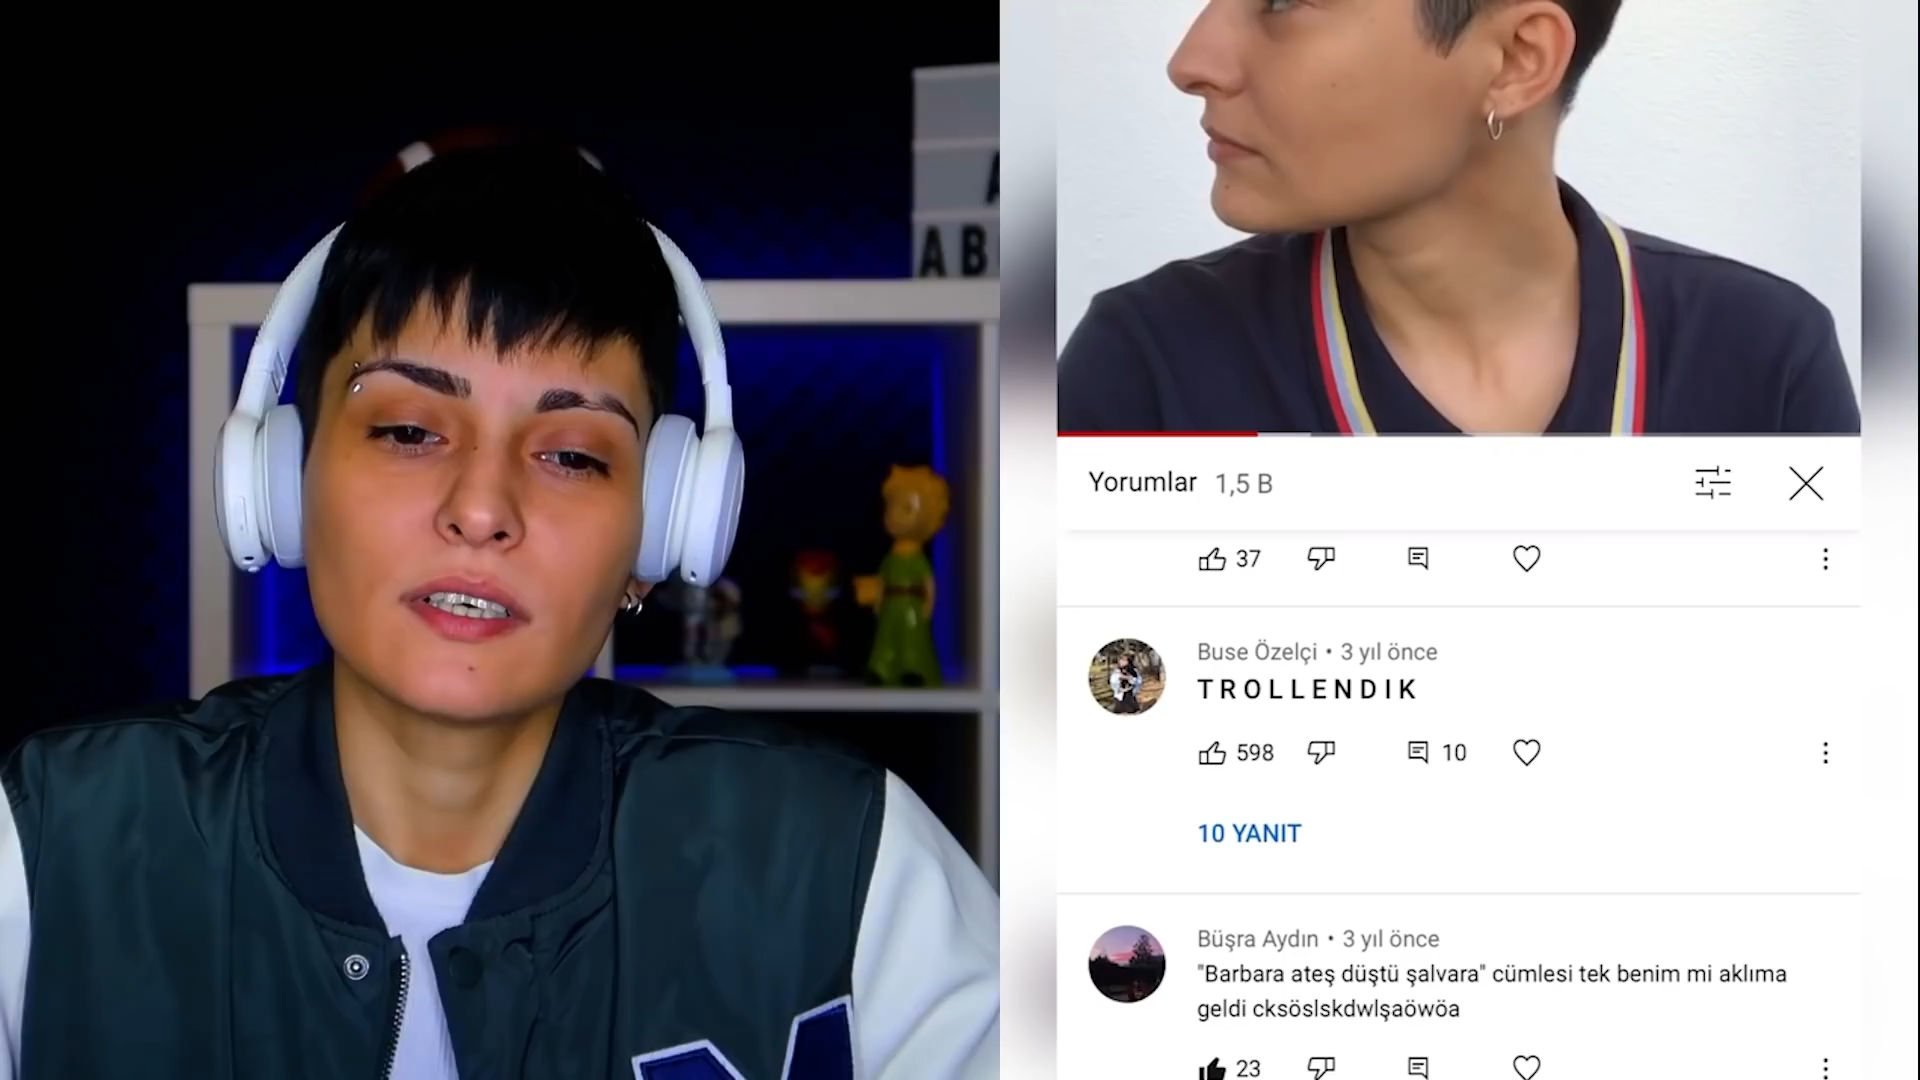 A
AB
Yorumlar 1,5 B
37
Buse Özelçi • 3 yıl önce
TROLLENDIK
598 10
10 YANIT
Büşra Aydın • 3 yıl önce
"Barbara ateş düştü şalvara" cümlesi tek benim mi aklıma
geldi cksöslskdwlşaöwöa
23